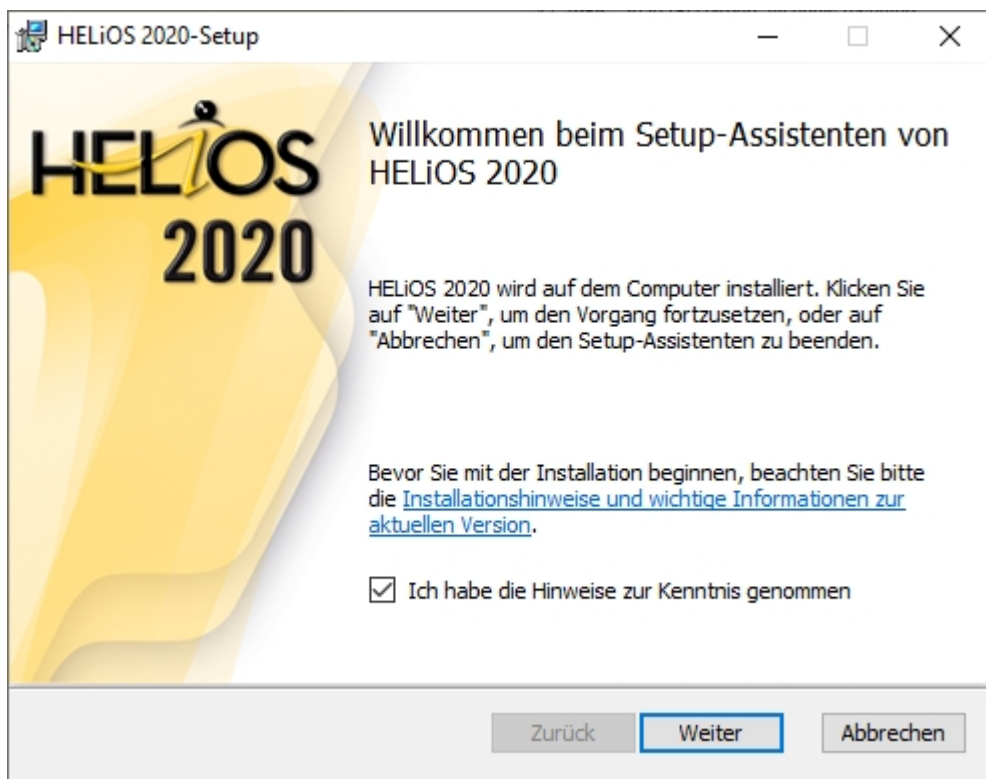 HELiOS 2020-Setup
HELiOS
2020
Willkommen beim Setup-Assistenten von
HELiOS 2020
HELiOS 2020 wird auf dem Computer installiert. Klicken Sie
auf "Weiter", um den Vorgang fortzusetzen, oder auf
"Abbrechen", um den Setup-Assistenten zu beenden.
Bevor Sie mit der Installation beginnen, beachten Sie bitte
die Installationshinweise und wichtige Informationen zur
aktuellen Version.
Ich habe die Hinweise zur Kenntnis genommen
Zurück Weiter Abbrechen